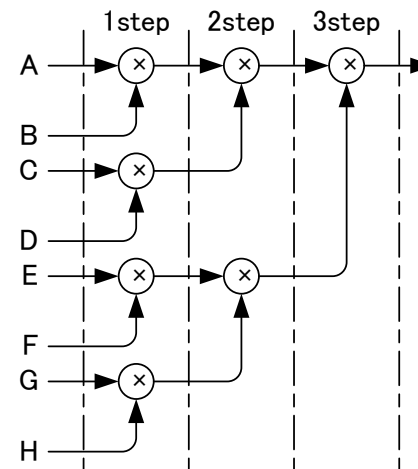 1step 2step 3step
A ×  ×  ×
B
C ×
D
E ×  ×
F
G ×
H